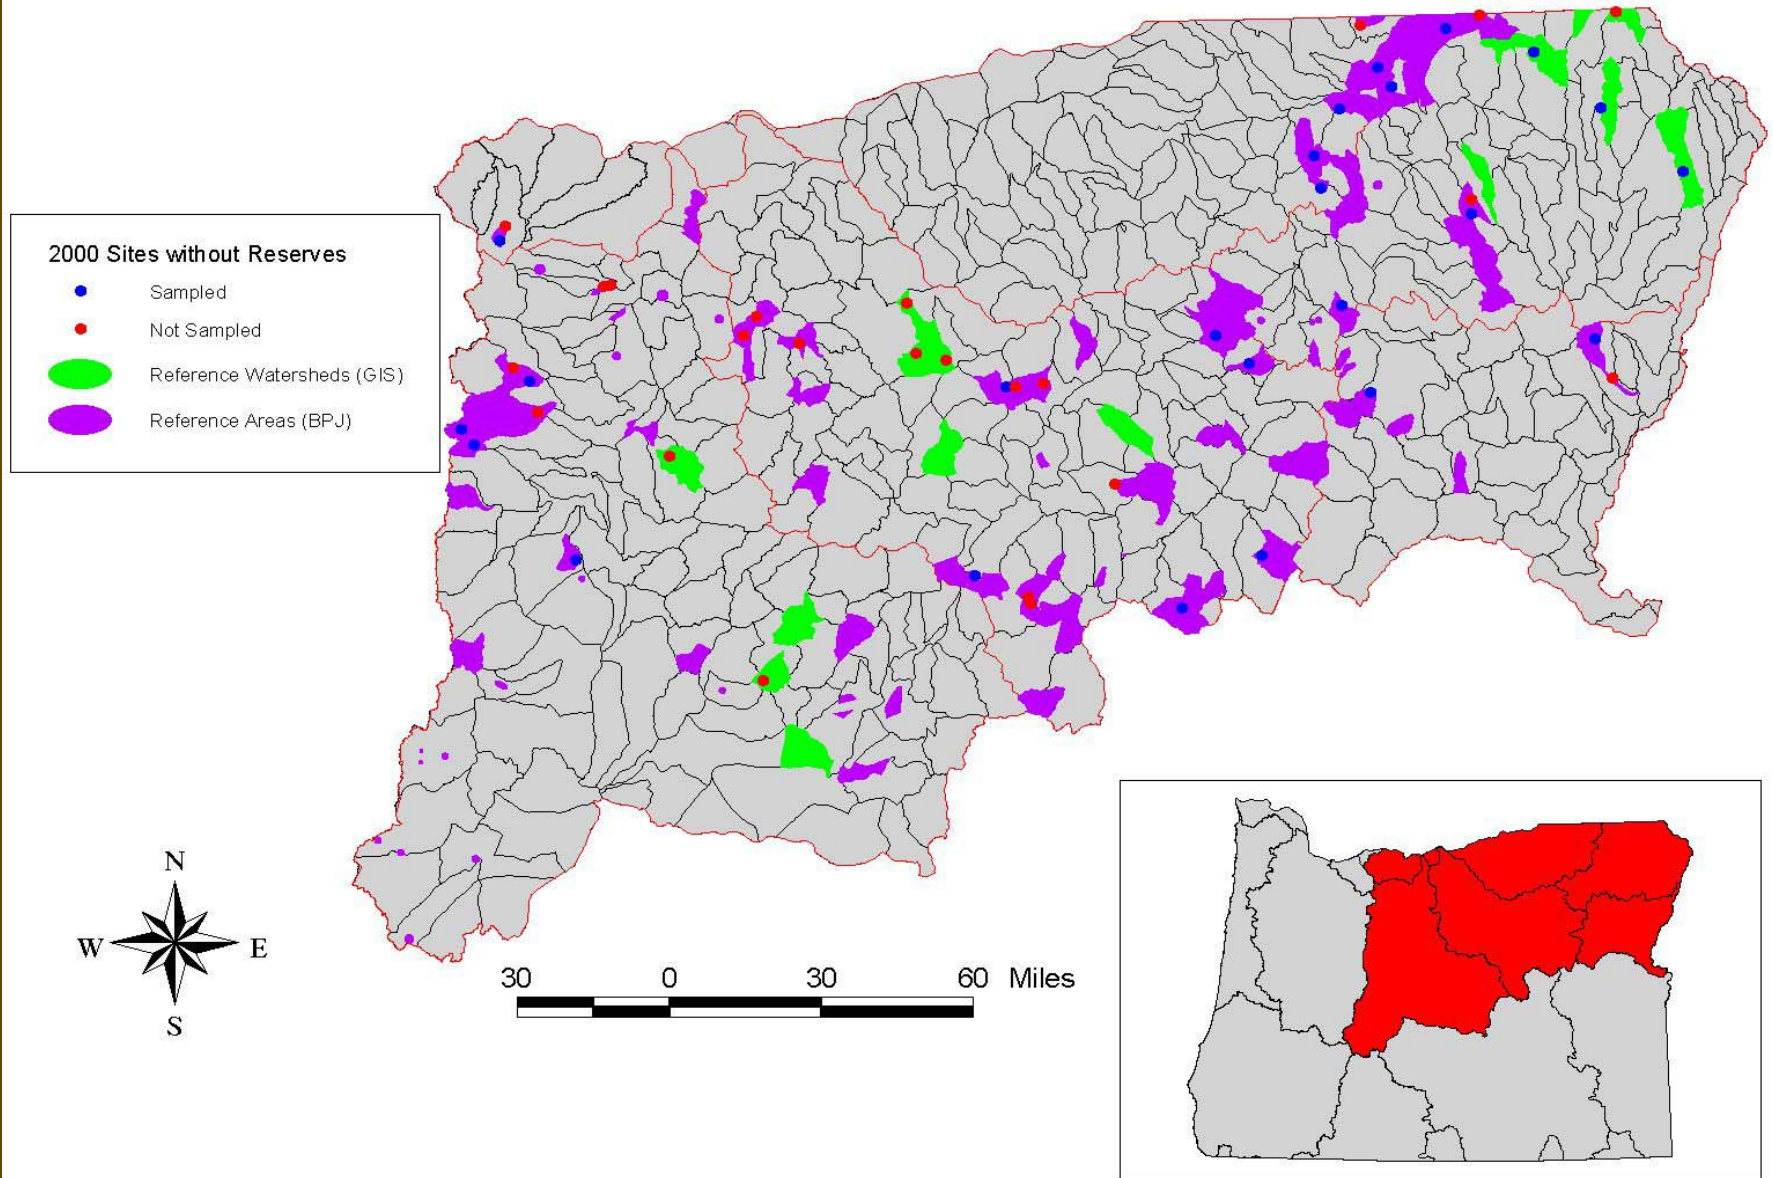 2000 Sites without Reserves
Sampled
Not Sampled
Reference Watersheds (GIS)
Reference Areas (BPJ)
N
W E
S
30 0 30 60 Miles